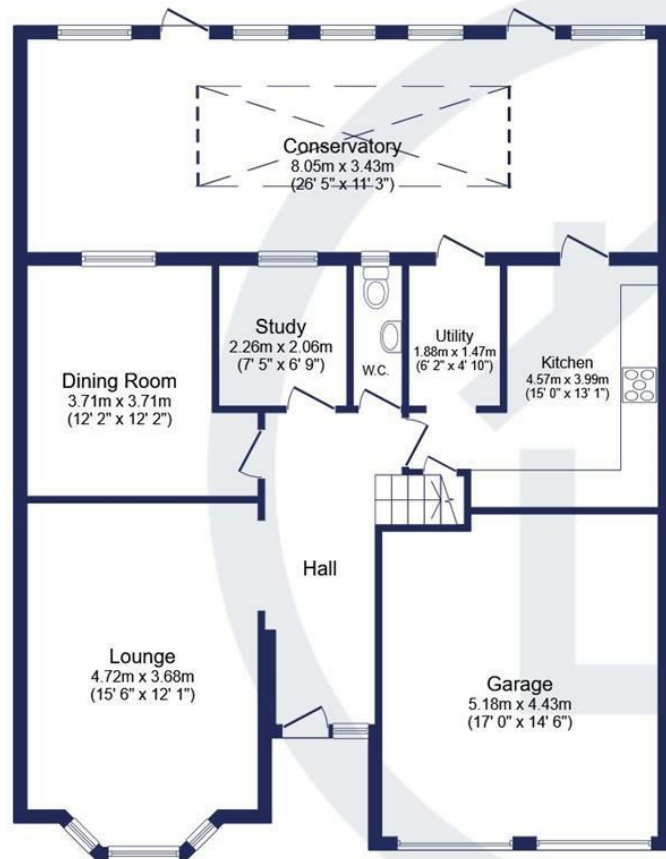 Conservatory
8.05m x 3.43m
(26' 5" x 11' 3")
Study
2.26m x 2.06m
(7' 5" x 6' 9")
W.C.
Utility
1.88m x 1.47m
(6' 2" x 4' 10")
Kitchen
4.57m x 3.99m
(15' 0" x 13' 1")
Dining Room
3.71m x 3.71m
(12' 2" x 12' 2")
Hall
Lounge
4.72m x 3.68m
(15' 6" x 12' 1")
Garage
5.18m x 4.43m
(17' 0" x 14' 6")